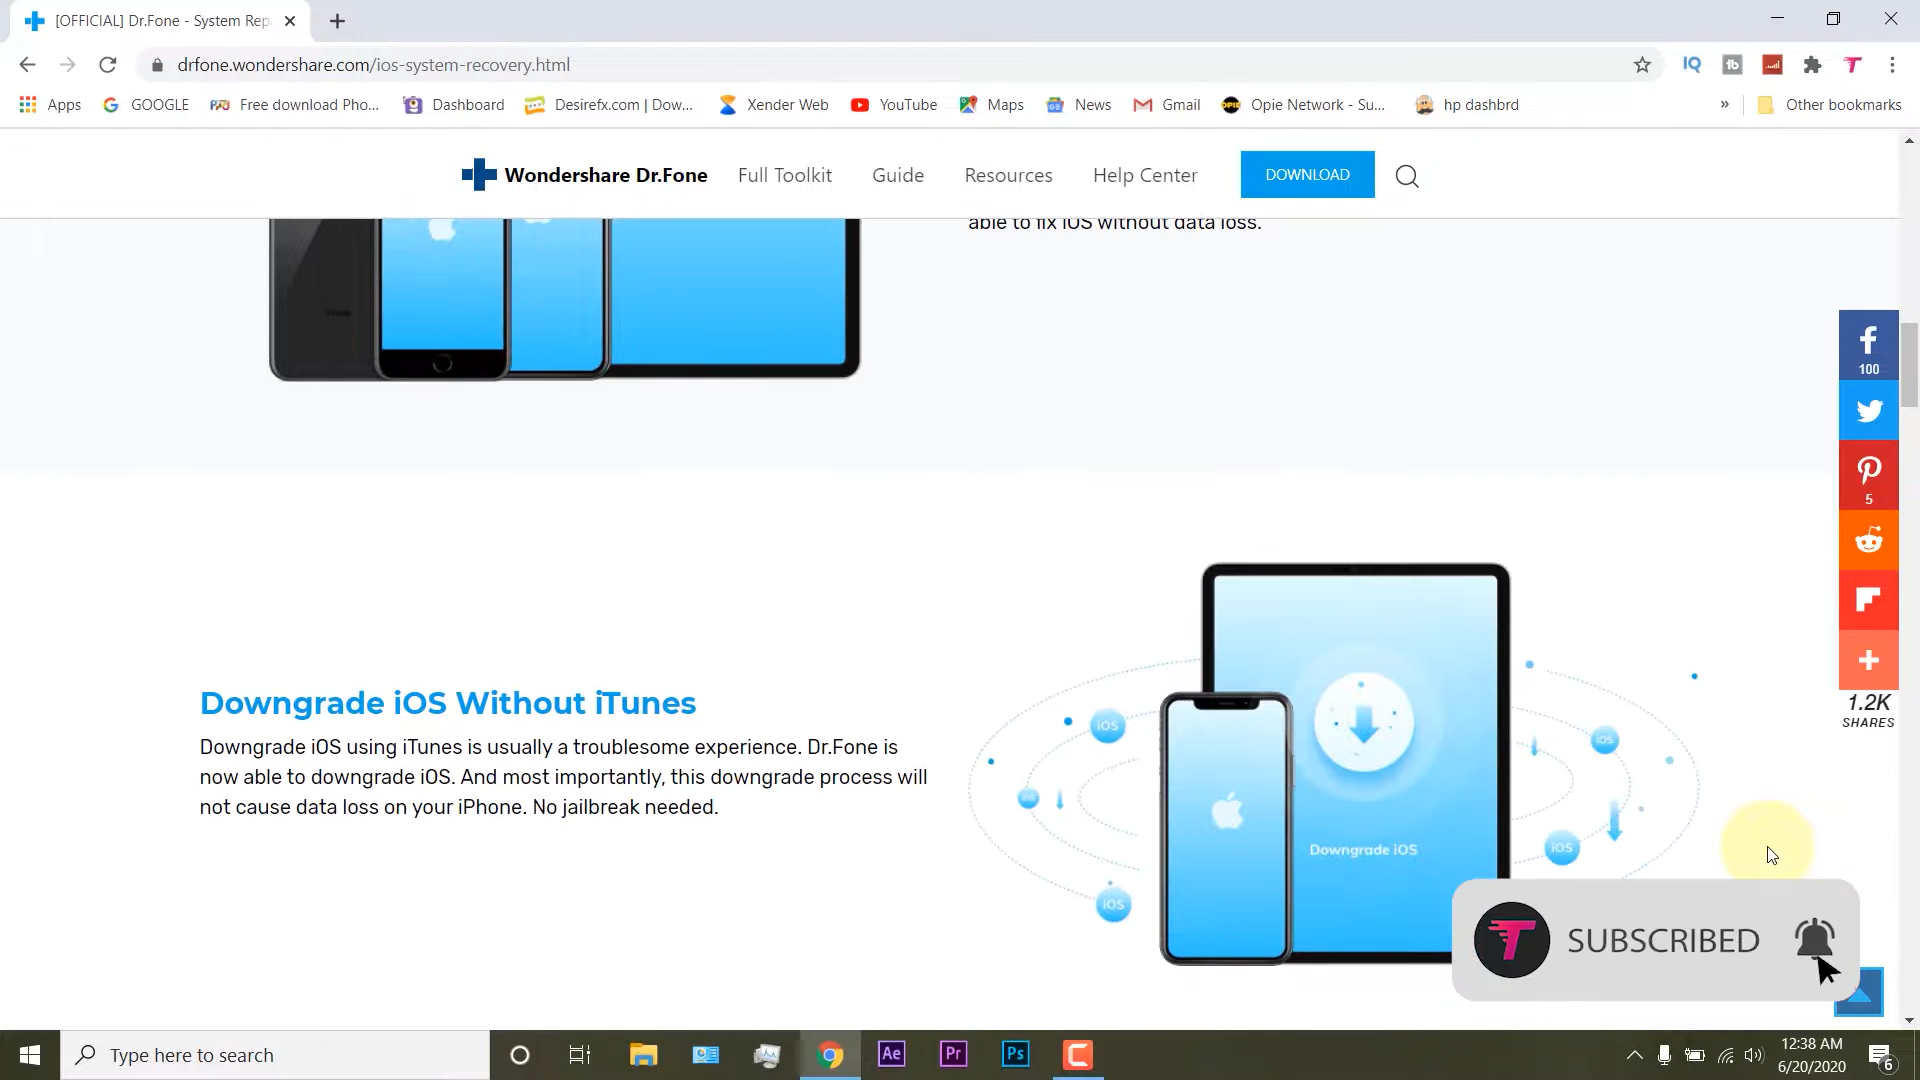 [OFFICIAL] Dr.Fone - System Rep
drfone.wondershare.com/ios-system-recovery.html
Apps
GOOGLE
Free download Pho...
Dashboard
Desirefx.com | Dow...
Xender Web
YouTube
Maps
News
Gmail
Opie Network - Su...
hp dashbrd
»
Other bookmarks
Wondershare Dr.Fone
Full Toolkit
Guide
Resources
Help Center
DOWNLOAD
able to fix iOS without data loss.
100
5
1.2K
SHARES
Downgrade iOS Without iTunes
Downgrade iOS using iTunes is usually a troublesome experience. Dr.Fone is
now able to downgrade iOS. And most importantly, this downgrade process will
not cause data loss on your iPhone. No jailbreak needed.
iOS
iOS
iOS
iOS
iOS
Downgrade iOS
SUBSCRIBED
Type here to search
Ae
Pr
Ps
12:38 AM
6/20/2020
6